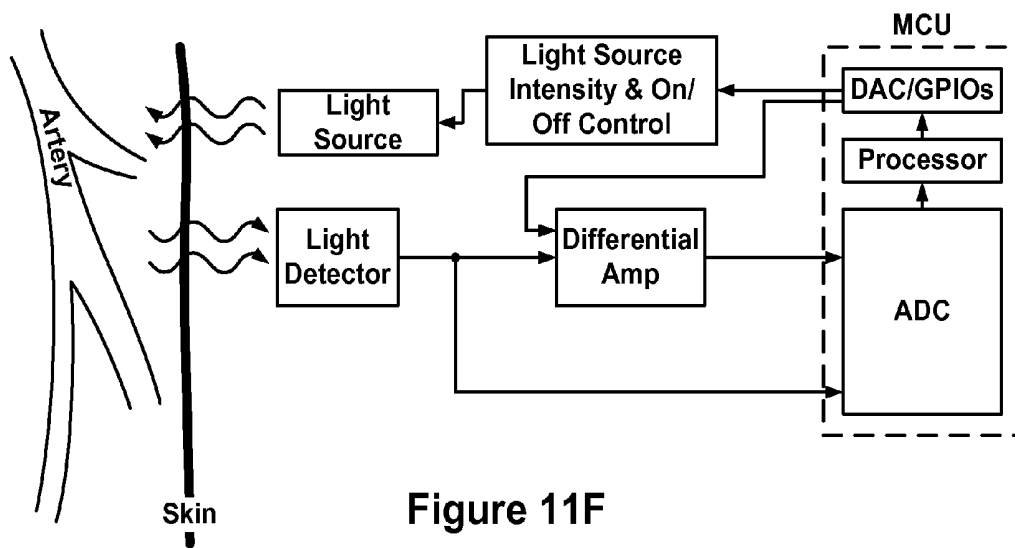 MCU
Light Source
Intensity & On/
Off Control
DAC/GPIOs
Light
Source
Processor
Artery
Light
Detector
Differential
Amp
ADC
Skin
Figure 11F